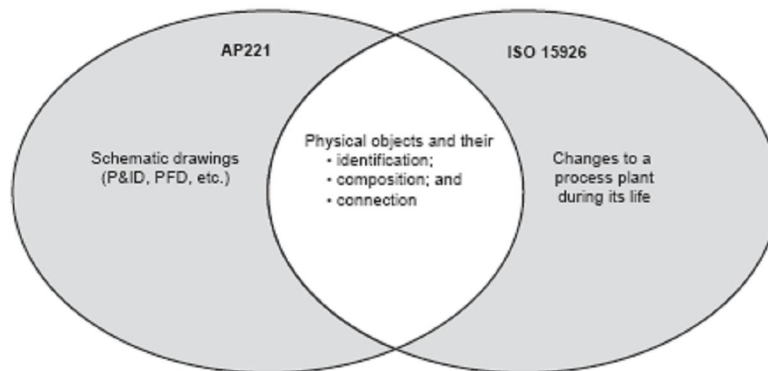 AP221
ISO 15926
Schematic drawings
(P&ID, PFD, etc.)
Physical objects and their
• identification;
• composition; and
• connection
Changes to a
process plant
during its life